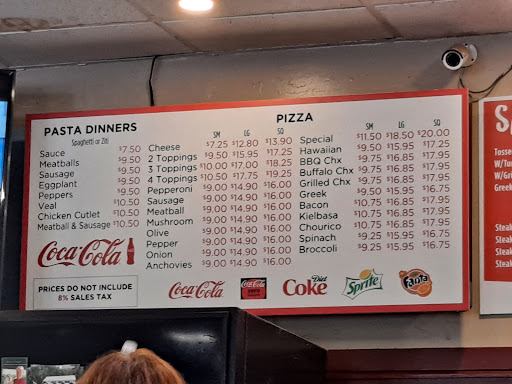 PASTA DINNERS
Spaghetti or Ziti
Sauce $7.50
Meatballs $9.50
Sausage $9.50
Eggplant $9.50
Peppers $9.50
Veal $10.50
Chicken Cutlet $10.50
Meatball & Sausage $10.50
Coca-Cola
PRICES DO NOT INCLUDE
8% SALES TAX
PIZZA
SM LG SQ
Cheese $7.25 $12.80 $13.90
2 Toppings $9.50 $15.95 $17.25
3 Toppings $10.00 $17.00 $18.25
4 Toppings $10.50 $17.75 $19.25
Pepperoni $9.00 $14.90 $16.00
Sausage $9.00 $14.90 $16.00
Meatball $9.00 $14.90 $16.00
Mushroom $9.00 $14.90 $16.00
Olive $9.00 $14.90 $16.00
Pepper $9.00 $14.90 $16.00
Onion $9.00 $14.90 $16.00
Anchovies $9.00 $14.90 $16.00
SM LG SQ
Special $11.50 $18.50 $20.00
Hawaiian $9.50 $15.95 $17.25
BBQ Chx $9.75 $16.85 $17.95
Buffalo Chx $9.75 $16.85 $17.95
Grilled Chx $9.75 $16.85 $17.95
Greek $9.50 $15.95 $16.75
Bacon $10.75 $16.85 $17.95
Kielbasa $10.75 $16.85 $17.95
Chourico $10.75 $16.85 $17.95
Spinach $9.25 $15.95 $16.75
Broccoli $9.25 $15.95 $16.75
Coca-Cola
Coca-Cola
Diet
Coke
Sprite
Fanta
Tosse
W/Tu
W/Gri
Greek
Steak
Steak
Steak
Steak